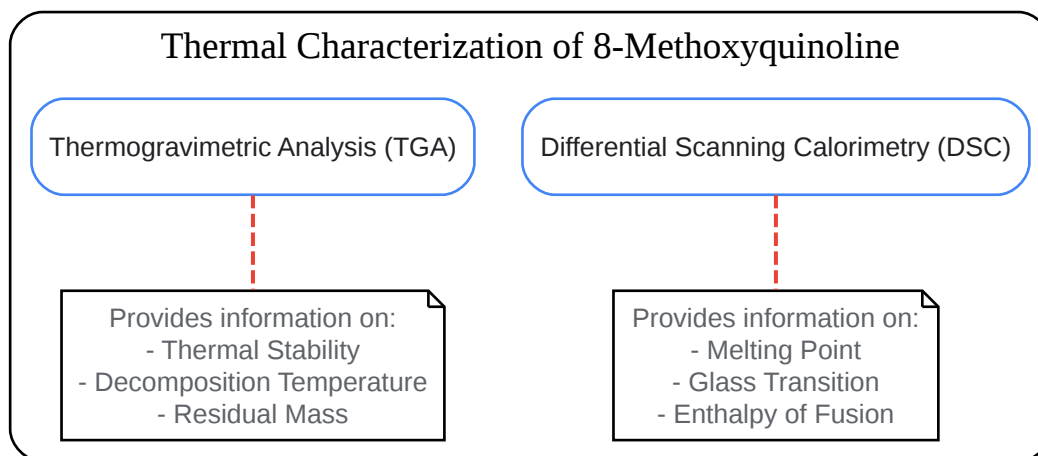 Thermal Characterization of 8-Methoxyquinoline
Thermogravimetric Analysis (TGA)
Differential Scanning Calorimetry (DSC)
Provides information on:
- Thermal Stability
- Decomposition Temperature
- Residual Mass
Provides information on:
- Melting Point
- Glass Transition
- Enthalpy of Fusion